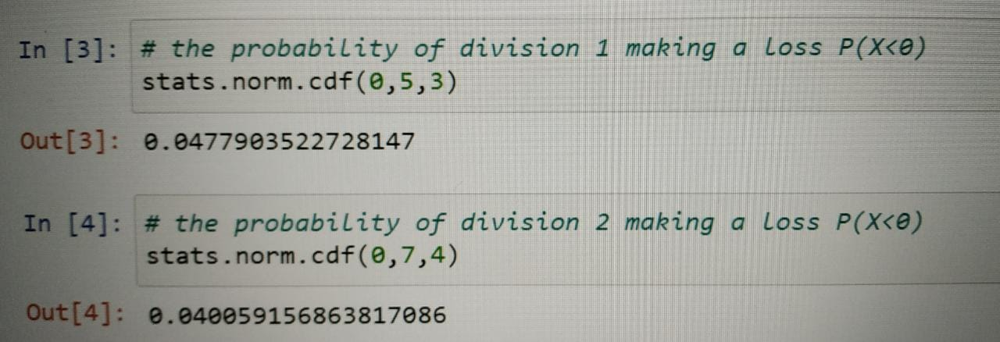 In [3]: # the probability of division 1 making a loss P(X<0)
stats.norm.cdf(0,5,3)
Out[3]: 0.0477903522728147
In [4]: # the probability of division 2 making a loss P(X<0)
stats.norm.cdf(0,7,4)
Out[4]: 0.040059156863817086